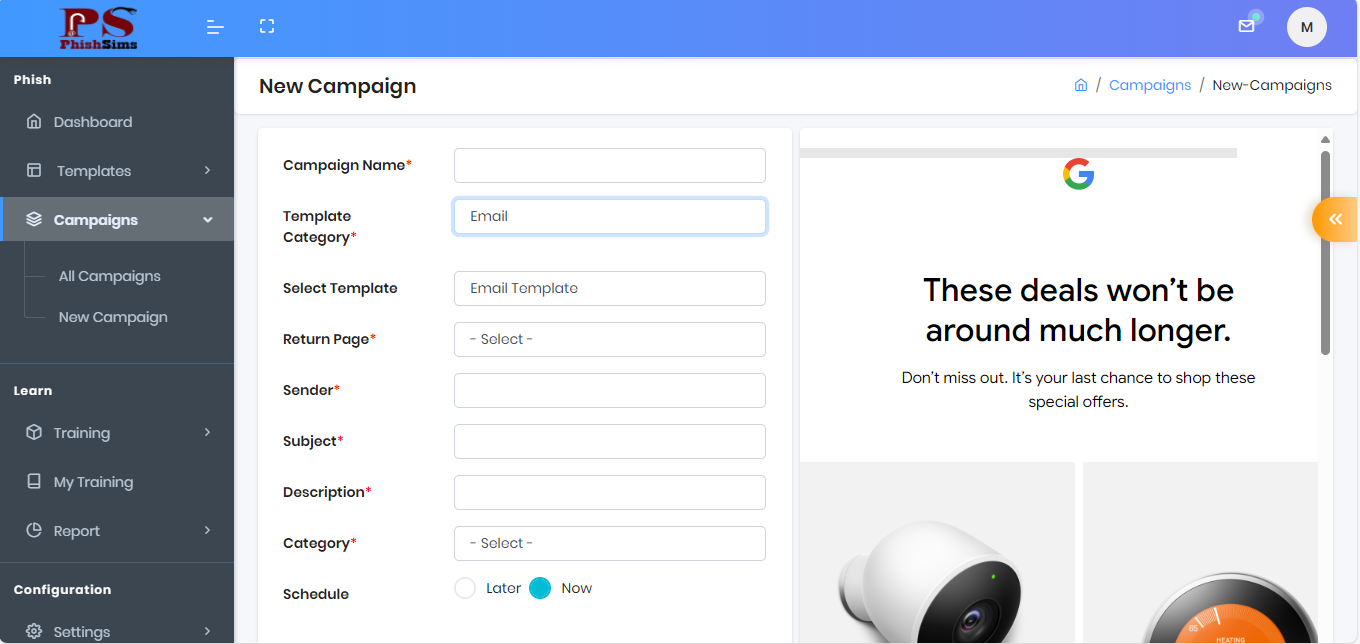 PS
PhishSims
M
Phish
Dashboard
Templates
Campaigns
All Campaigns
New Campaign
Learn
Training
My Training
Report
Configuration
Settings
New Campaign
/ Campaigns / New-Campaigns
Campaign Name*
Template
Category*
Email
Select Template
Email Template
Return Page*
- Select -
Sender*
Subject*
Description*
Category*
- Select -
Schedule
Later
Now
G
These deals won’t be
around much longer.
Don’t miss out. It’s your last chance to shop these
special offers.
65
HEATING